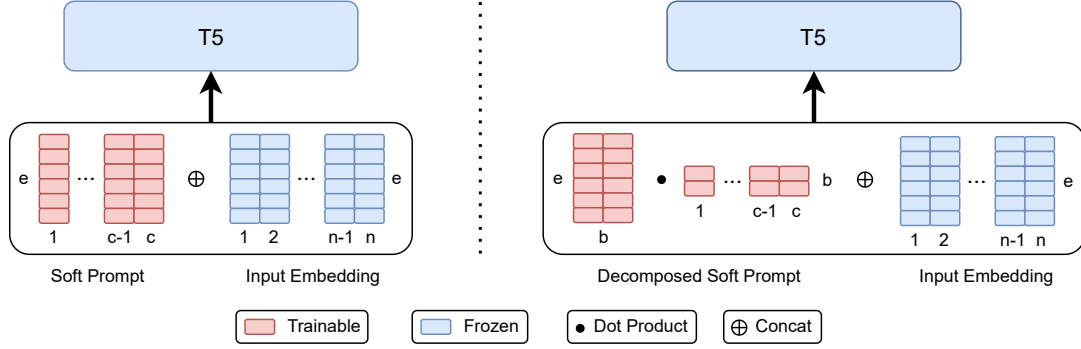 T5
T5
e ... ⊕ ... e
1 c-1 c 1 2 n-1 n
Soft Prompt Input Embedding
e • ... b ⊕ ... e
b 1 c-1 c 1 2 n-1 n
Decomposed Soft Prompt Input Embedding
Trainable Frozen • Dot Product ⊕ Concat